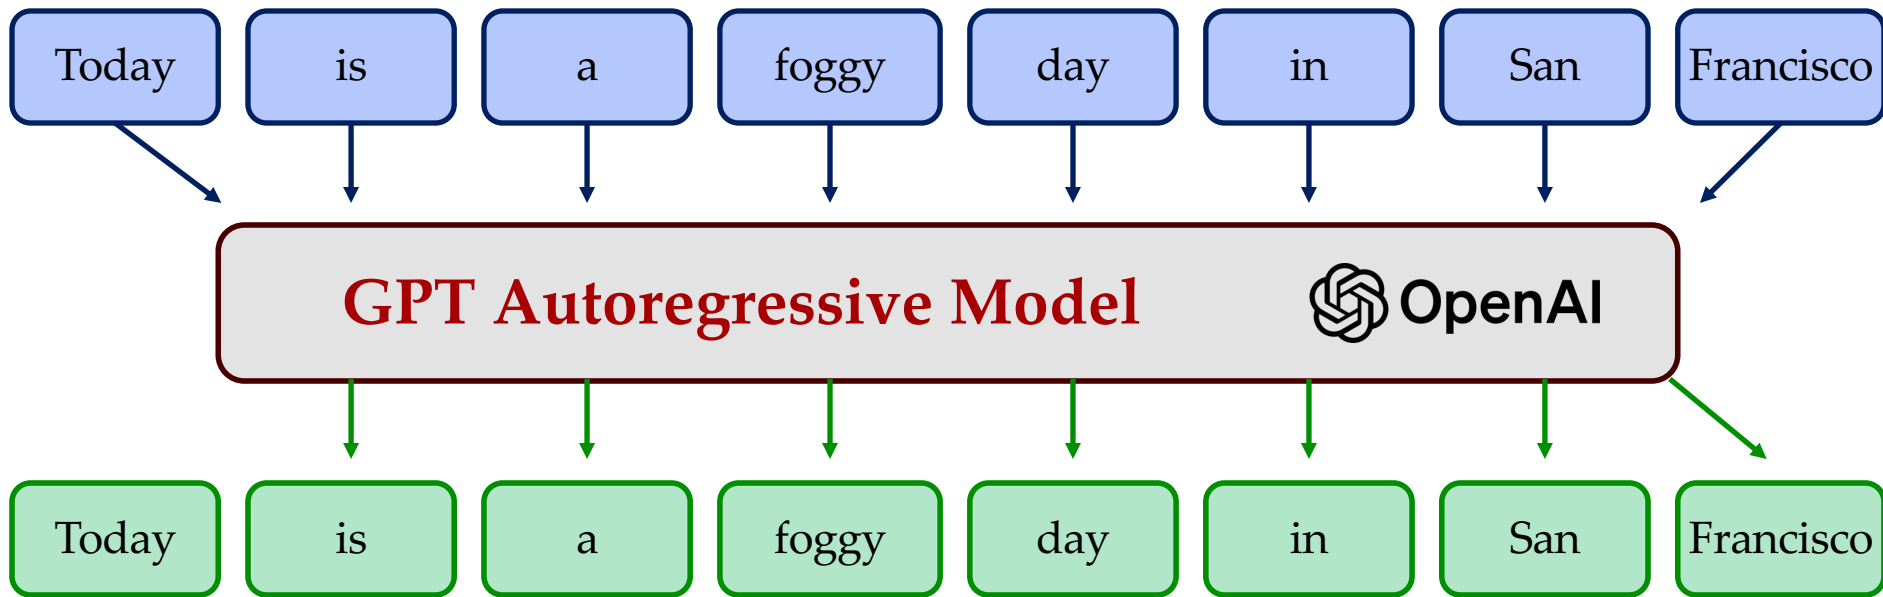 Today is a foggy day in San Francisco
GPT Autoregressive Model OpenAI
Today is a foggy day in San Francisco